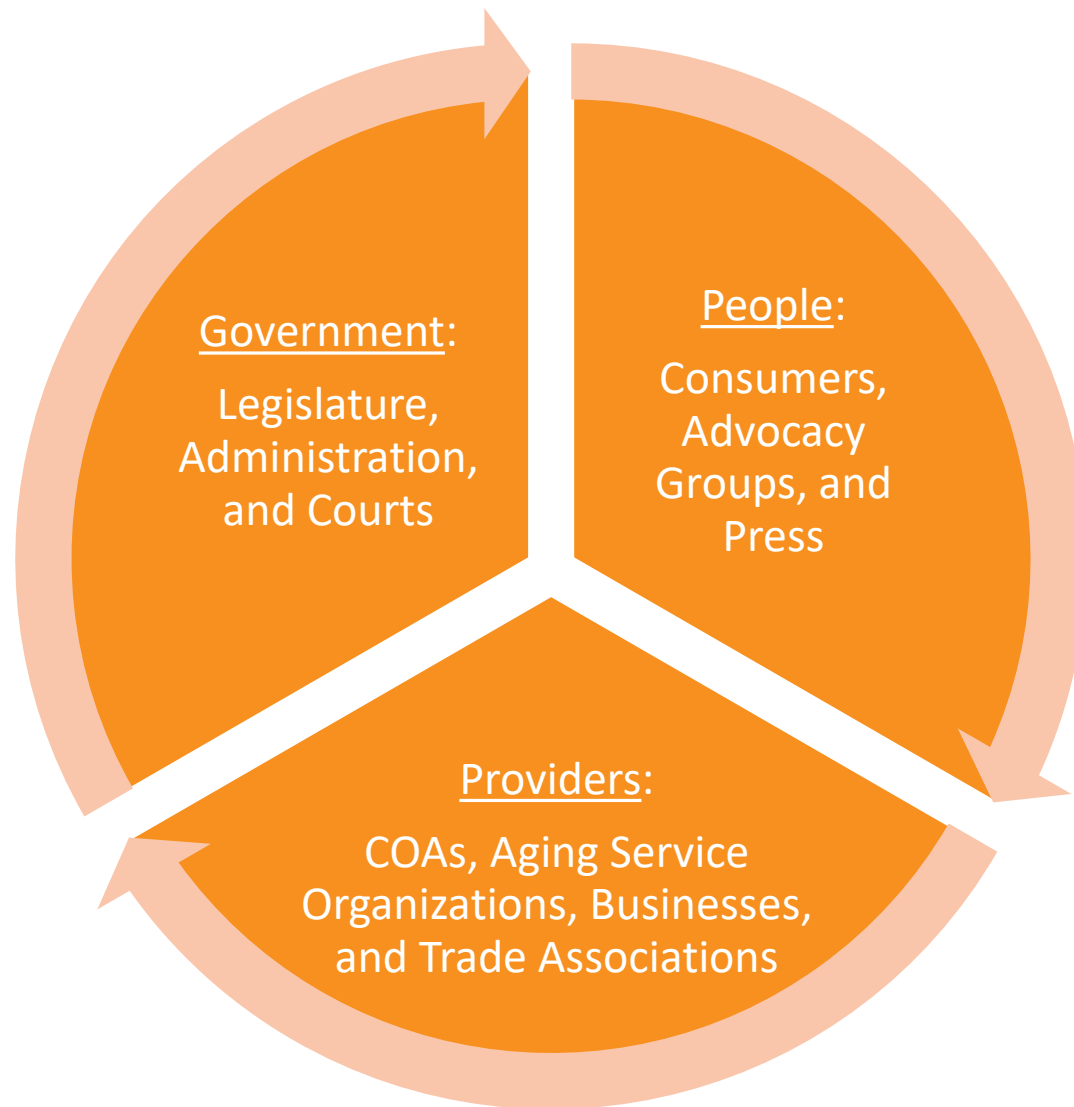 Government:
Legislature,
Administration,
and Courts
People:
Consumers,
Advocacy
Groups, and
Press
Providers:
COAs, Aging Service
Organizations, Businesses,
and Trade Associations